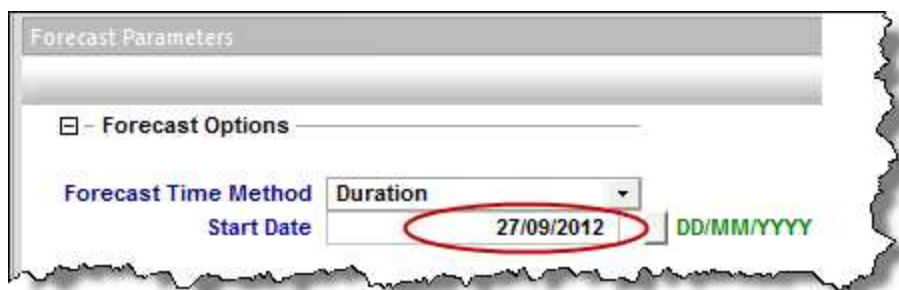 Forecast Parameters
Forecast Options
Forecast Time Method Duration
Start Date 27/09/2012 DD/MM/YYYY